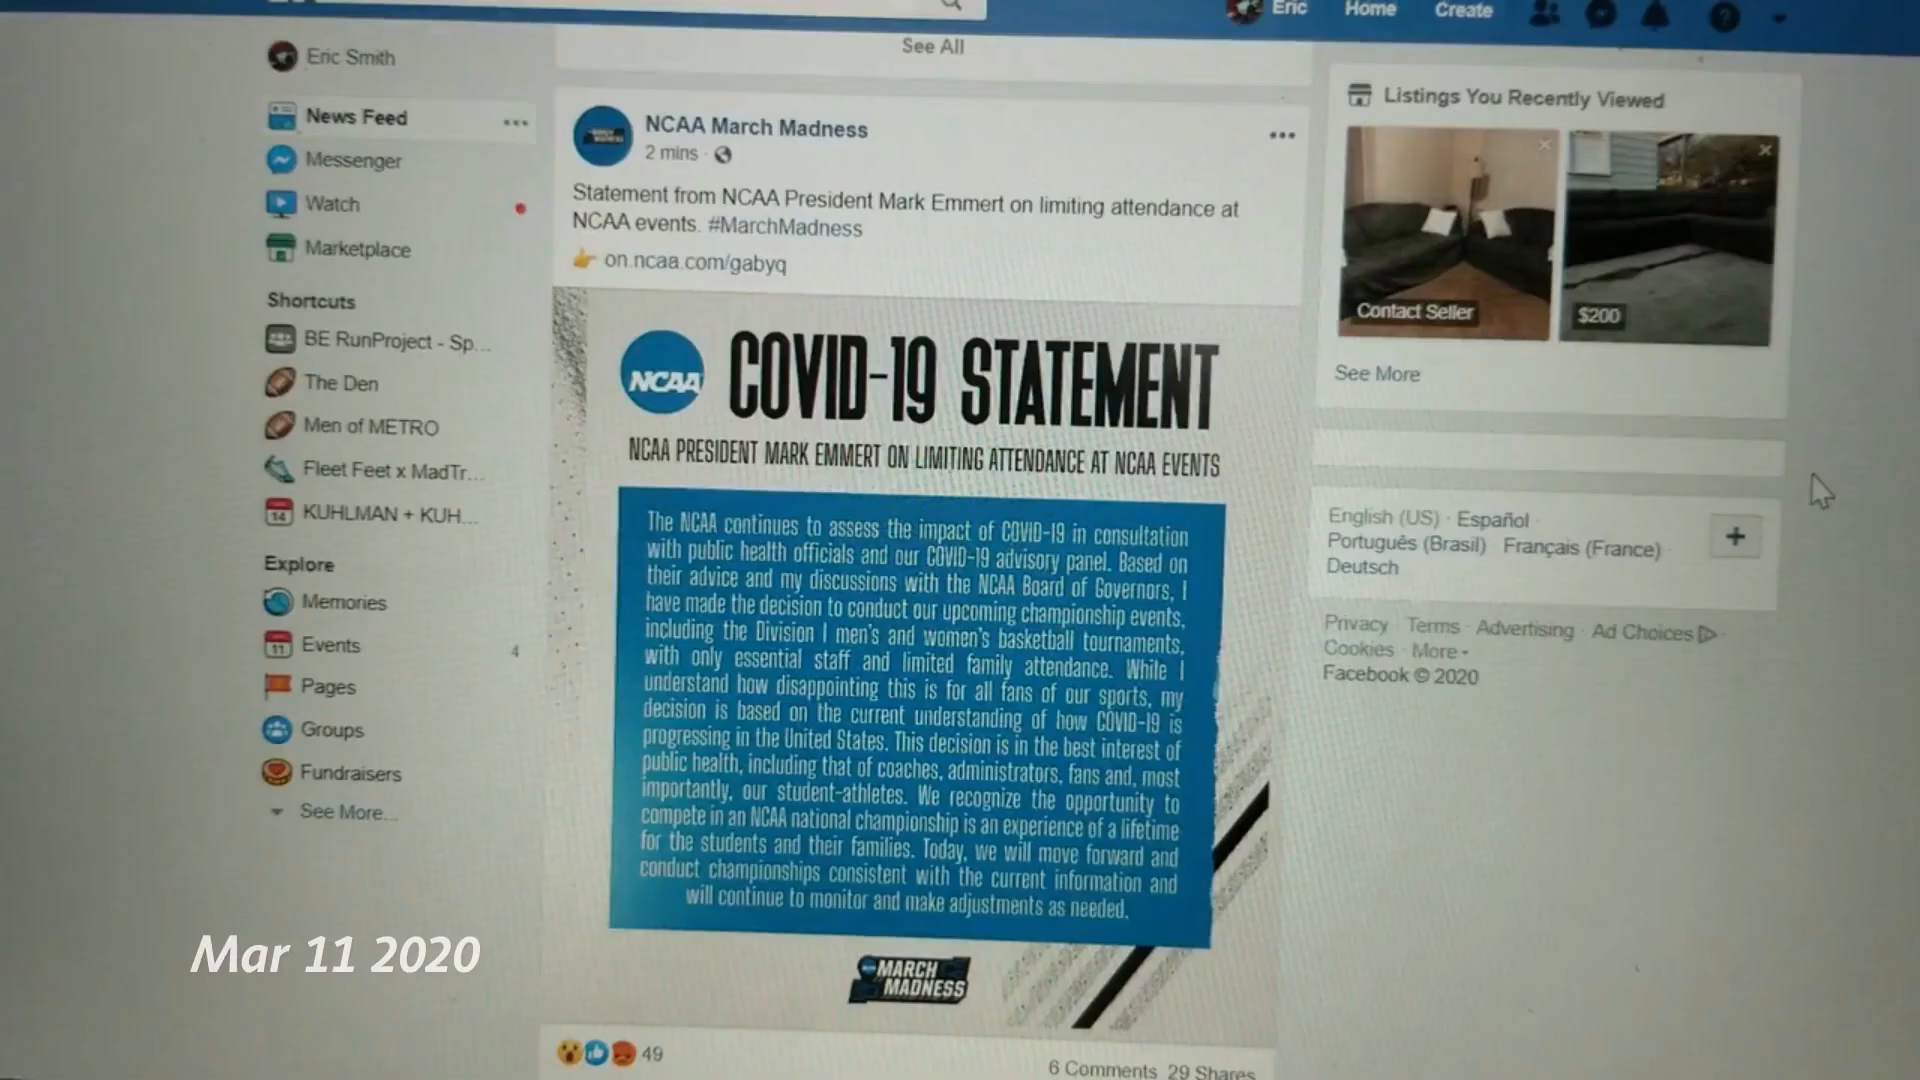 Eric
Home
Create
Eric Smith
News Feed
Messenger
Watch
Marketplace
Shortcuts
BE RunProject - Sp...
The Den
Men of METRO
Fleet Feet x MadTr...
14
KUHLMAN + KUH...
Explore
Memories
11
Events
4
Pages
Groups
Fundraisers
See More...
See All
NCAA March Madness
2 mins ·
Statement from NCAA President Mark Emmert on limiting attendance at
NCAA events. #MarchMadness
on.ncaa.com/gabyq
NCAA
COVID-19 STATEMENT
NCAA PRESIDENT MARK EMMERT ON LIMITING ATTENDANCE AT NCAA EVENTS
The NCAA continues to assess the impact of COVID-19 in consultation
with public health officials and our COVID-19 advisory panel. Based on
their advice and my discussions with the NCAA Board of Governors, I
have made the decision to conduct our upcoming championship events,
including the Division I men's and women's basketball tournaments,
with only essential staff and limited family attendance. While I
understand how disappointing this is for all fans of our sports, my
decision is based on the current understanding of how COVID-19 is
progressing in the United States. This decision is in the best interest of
public health, including that of coaches, administrators, fans and, most
importantly, our student-athletes. We recognize the opportunity to
compete in an NCAA national championship is an experience of a lifetime
for the students and their families. Today, we will move forward and
conduct championships consistent with the current information and
will continue to monitor and make adjustments as needed.
MARCH
MADNESS
49
6 Comments 29 Shares
Listings You Recently Viewed
Contact Seller
$200
See More
English (US) · Español ·
Português (Brasil) · Français (France) ·
Deutsch
Privacy · Terms · Advertising · Ad Choices ·
Cookies · More
Facebook © 2020
Mar 11 2020